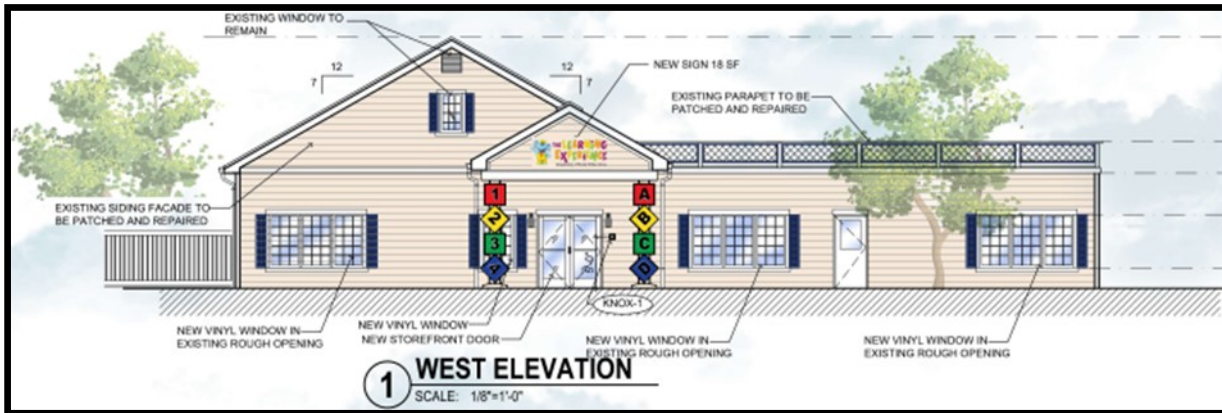 EXISTING WINDOW TO
REMAIN
12
7
12
7
NEW SIGN 18 SF
EXISTING PARAPET TO BE
PATCHED AND REPAIRED
THE LEARNING
EXPERIENCE
EXISTING SIDING FACADE TO
BE PATCHED AND REPAIRED
1
2
3
4
A
B
C
D
KNOX-1
NEW VINYL WINDOW IN
EXISTING ROUGH OPENING
NEW VINYL WINDOW
NEW STOREFRONT DOOR
NEW VINYL WINDOW IN
EXISTING ROUGH OPENING
NEW VINYL WINDOW IN
EXISTING ROUGH OPENING
1
WEST ELEVATION
SCALE: 1/8"=1'-0"